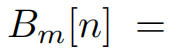 B_m[n] =